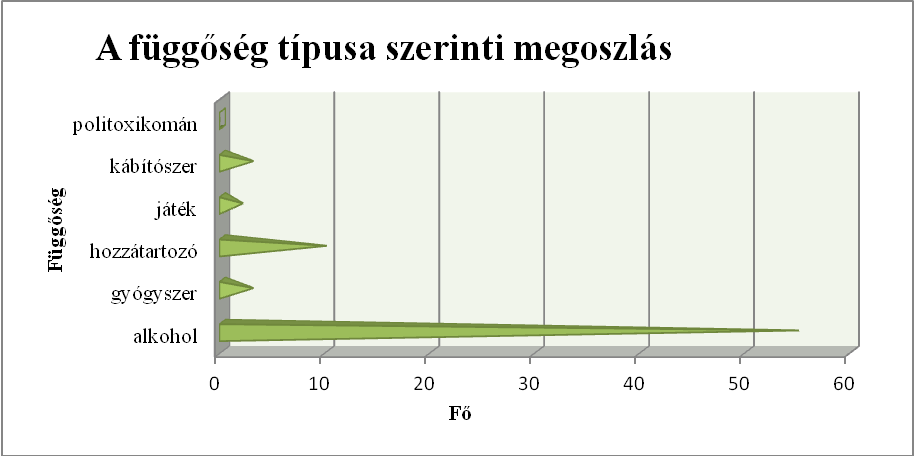 A függőség típusa szerinti megoszlás
Függőség
politoxikomán
kábítószer
játék
hozzátartozó
gyógyszer
alkohol
0 10 20 30 40 50 60
Fő